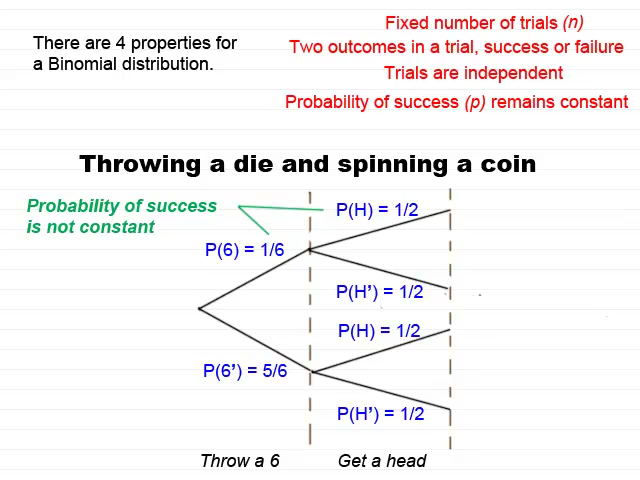 There are 4 properties for
a Binomial distribution.
Fixed number of trials (n)
Two outcomes in a trial, success or failure
Trials are independent
Probability of success (p) remains constant
Throwing a die and spinning a coin
Probability of success
is not constant
P(H) = 1/2
P(6) = 1/6
P(H’) = 1/2
P(H) = 1/2
P(6’) = 5/6
P(H’) = 1/2
Throw a 6
Get a head